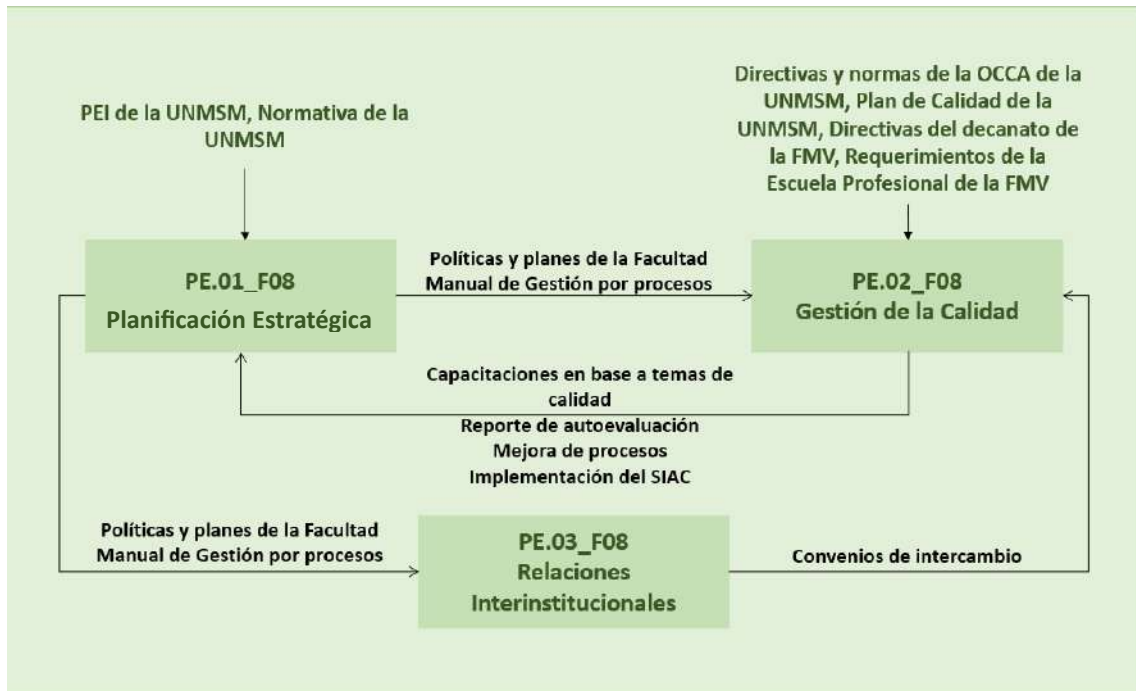 PEI de la UNMSM, Normativa de la
UNMSM
Directivas y normas de la OCCA de la
UNMSM, Plan de Calidad de la
UNMSM, Directivas del decanato de
la FMV, Requerimientos de la
Escuela Profesional de la FMV
PE.01_F08
Planificación Estratégica
Políticas y planes de la Facultad
Manual de Gestión por procesos
PE.02_F08
Gestión de la Calidad
Capacitaciones en base a temas de
calidad
Reporte de autoevaluación
Mejora de procesos
Implementación del SIAC
Políticas y planes de la Facultad
Manual de Gestión por procesos
PE.03_F08
Relaciones
Interinstitucionales
Convenios de intercambio